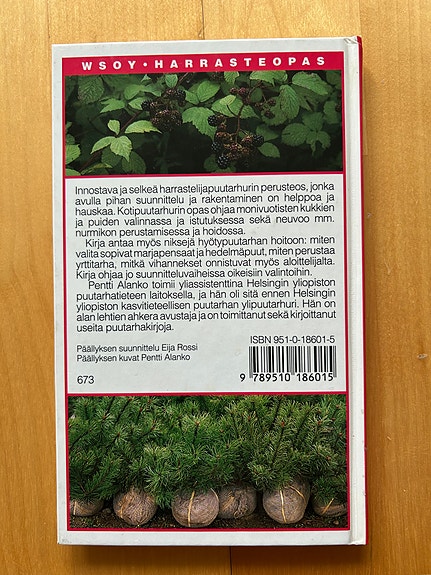 WSOY • HARRASTEOPAS
Innostava ja selkeä harrastelijapuutarhurin perusteos, jonka
avulla pihan suunnittelu ja rakentaminen on helppoa ja
hauskaa. Kotipuutarhurin opas ohjaa monivuotisten kukkien
ja puiden valinnassa ja istutuksessa sekä neuvoo mm.
nurmikon perustamisessa ja hoidossa.
Kirja antaa myös niksejä hyötypuutarhan hoitoon: miten
valita sopivat marjapensaat ja hedelmäpuut, miten perustaa
yrttitarha, mitkä vihannekset onnistuvat myös aloittelijalta.
Kirja ohjaa jo suunnitteluvaiheissa oikeisiin valintoihin.
Pentti Alanko toimii yliassistenttina Helsingin yliopiston
puutarhatieteen laitoksella, ja hän oli sitä ennen Helsingin
yliopiston kasvitieteellisen puutarhan ylipuutarhuri. Hän on
alan lehtien ahkera avustaja ja on toimittanut sekä kirjoittanut
useita puutarhakirjoja.
Päällyksen suunnittelu Eija Rossi
Päällyksen kuvat Pentti Alanko
673
ISBN 951-0-18601-5
9 789510 186015